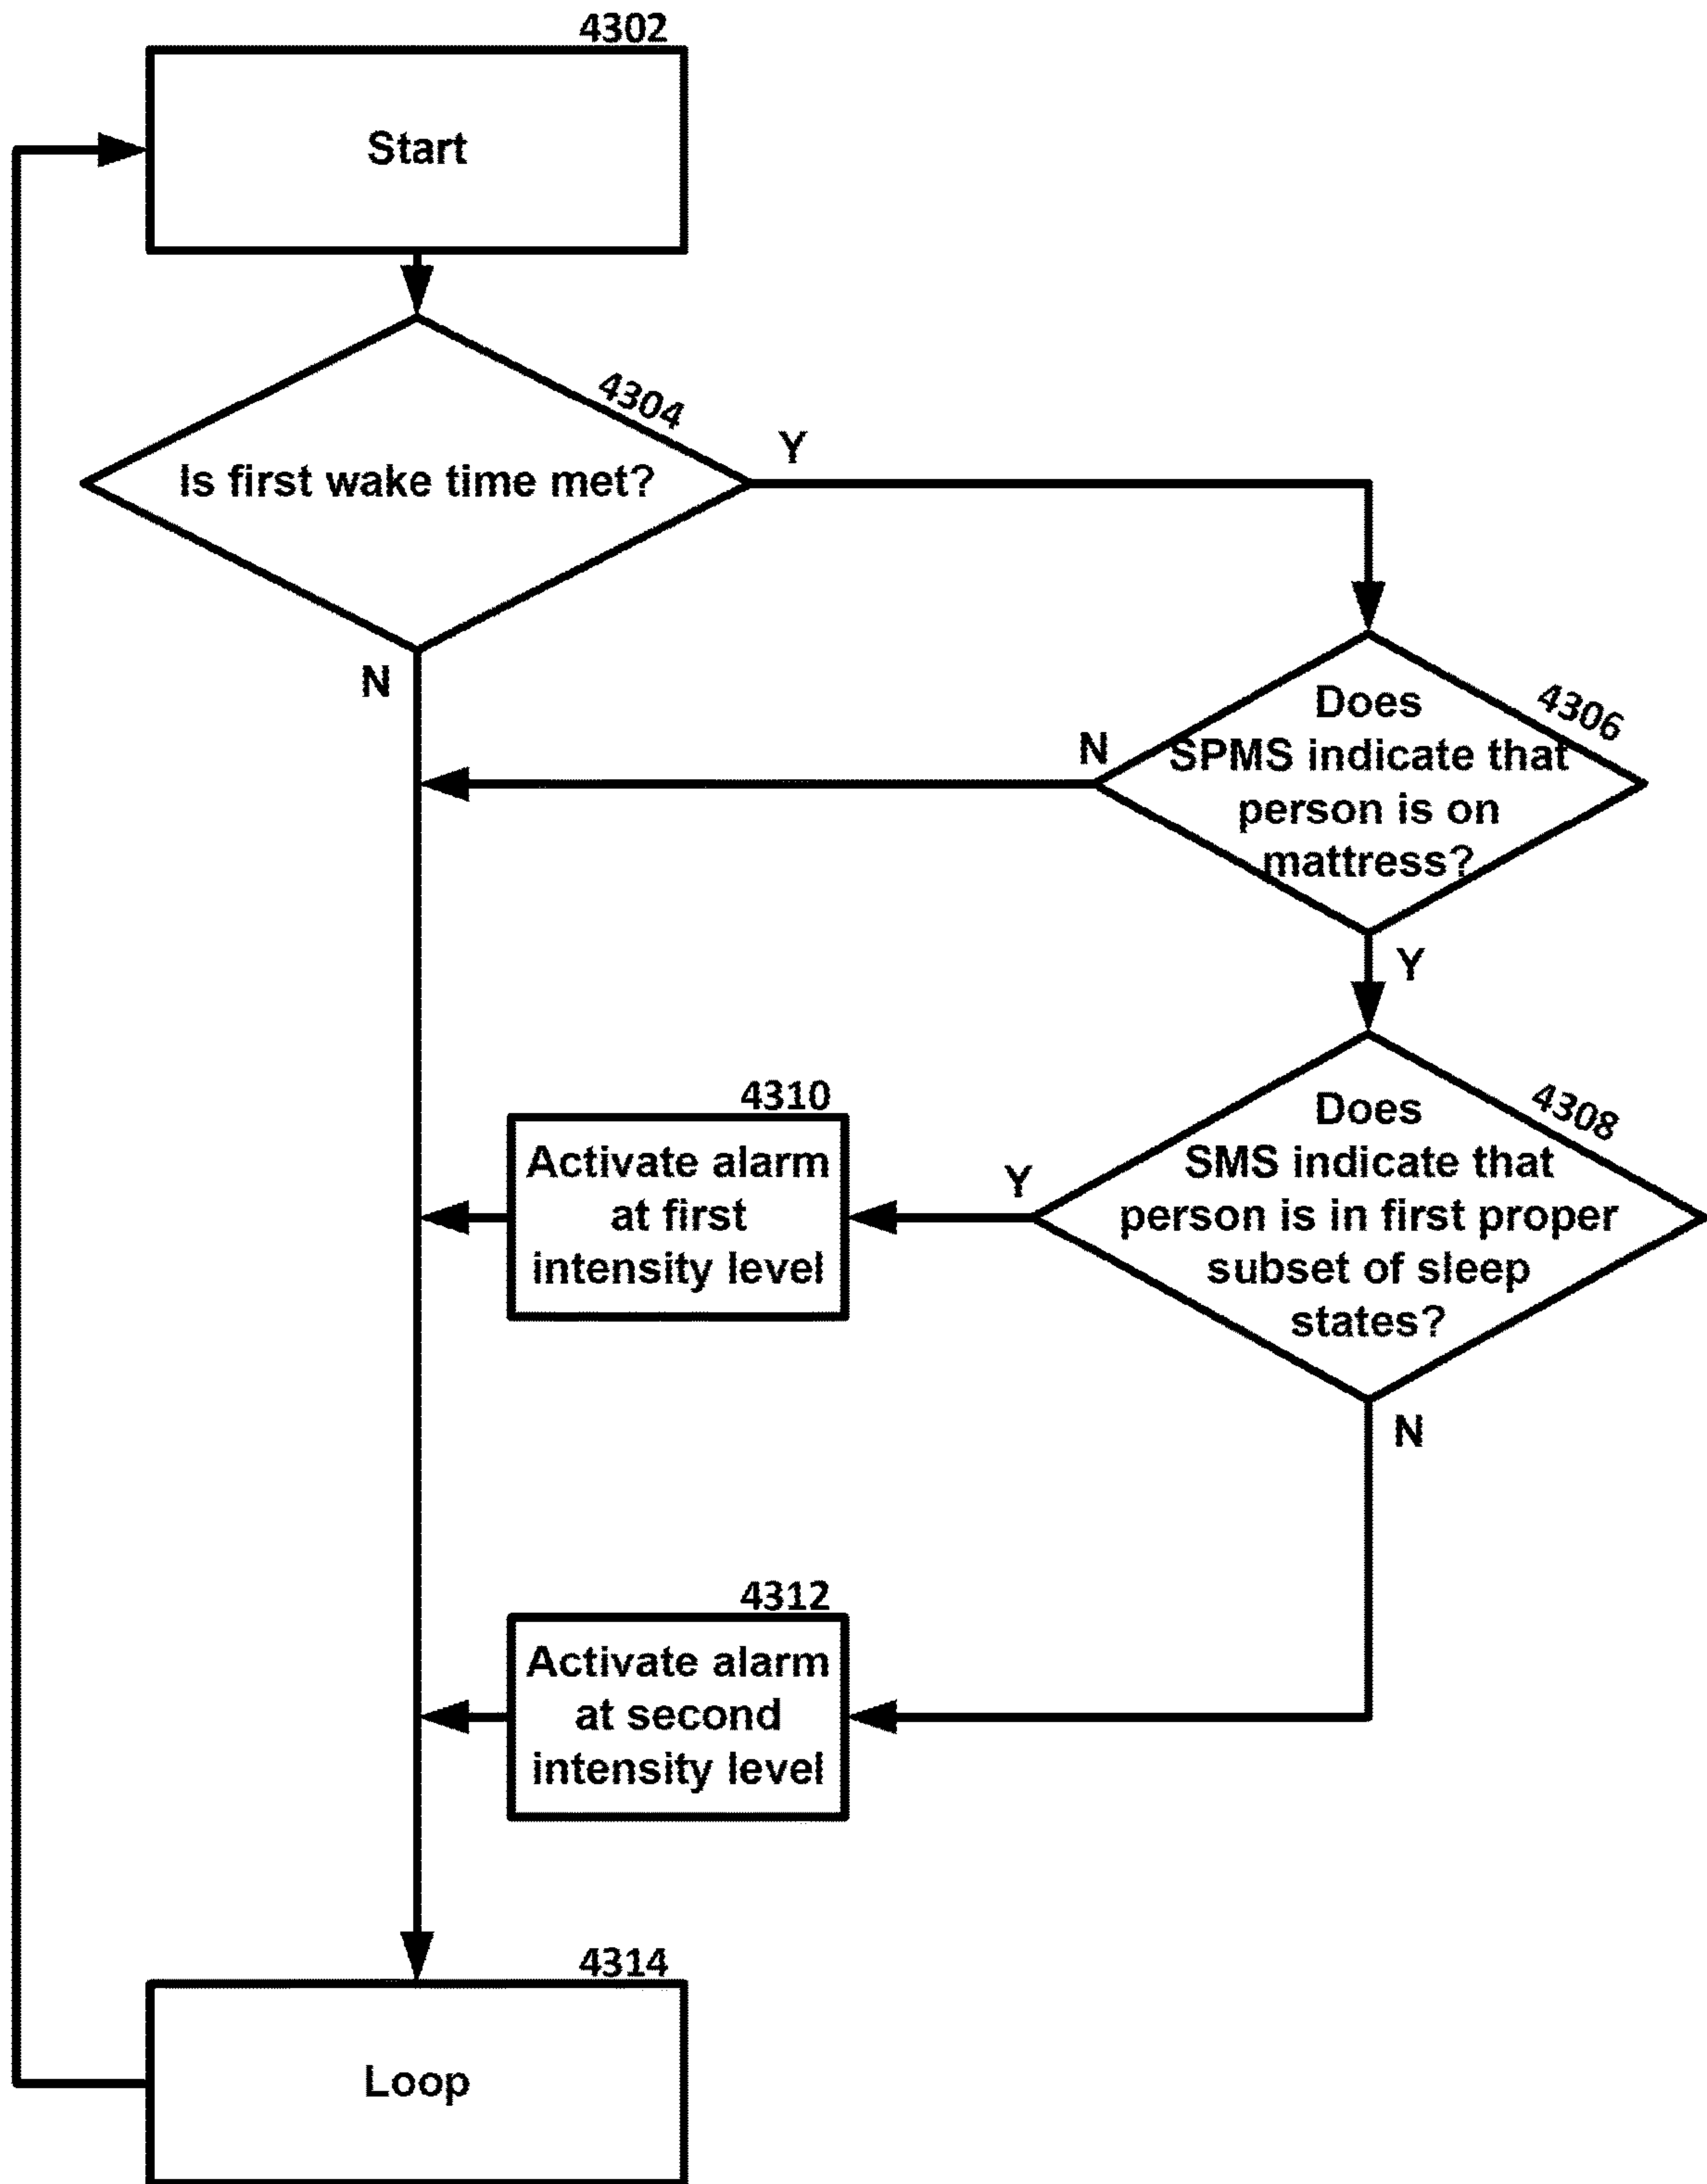 4302
Start
4304
Is first wake time met?
Y
N
4306
Does
SPMS indicate that
person is on
mattress?
N
Y
4308
Does
SMS indicate that
person is in first proper
subset of sleep
states?
Y
N
4310
Activate alarm
at first
intensity level
4312
Activate alarm
at second
intensity level
4314
Loop